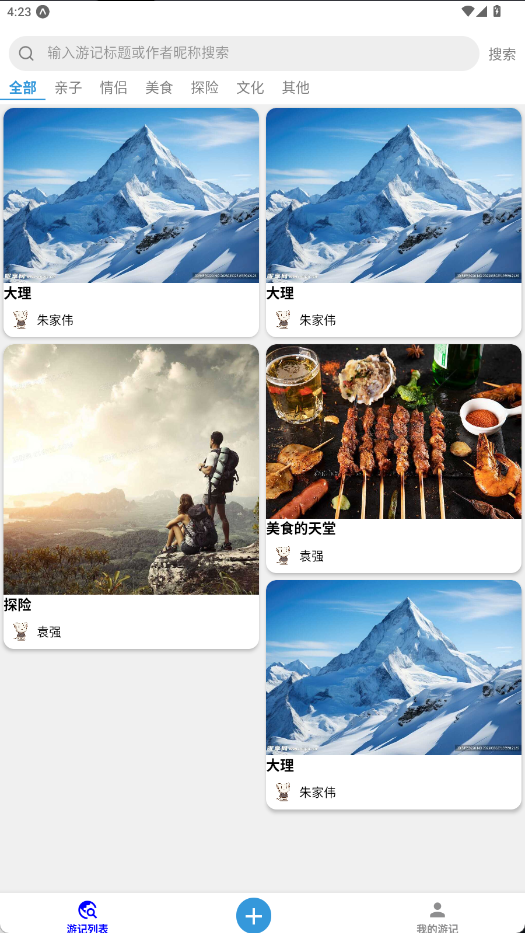 4:23
输入游记标题或作者昵称搜索
搜索
全部 亲子 情侣 美食 探险 文化 其他
大理
朱家伟
大理
朱家伟
探险
袁强
美食的天堂
袁强
大理
朱家伟
游记列表
我的游记